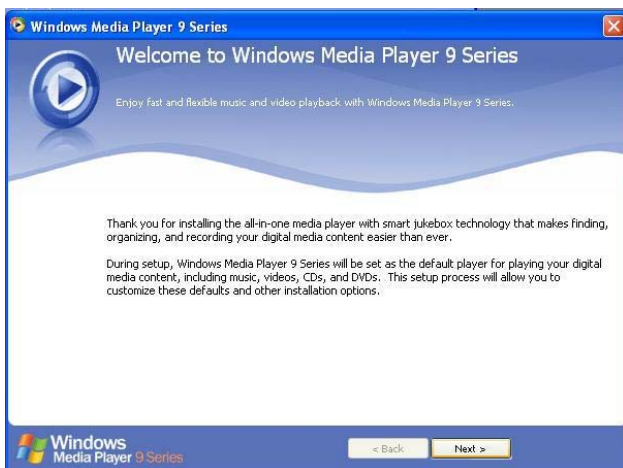 Windows Media Player 9 Series
Welcome to Windows Media Player 9 Series
Enjoy fast and flexible music and video playback with Windows Media Player 9 Series.
Thank you for installing the all-in-one media player with smart jukebox technology that makes finding,
organizing, and recording your digital media content easier than ever.
During setup, Windows Media Player 9 Series will be set as the default player for playing your digital
media content, including music, videos, CDs, and DVDs. This setup process will allow you to
customize these defaults and other installation options.
Windows
Media Player 9 Series
< Back Next >